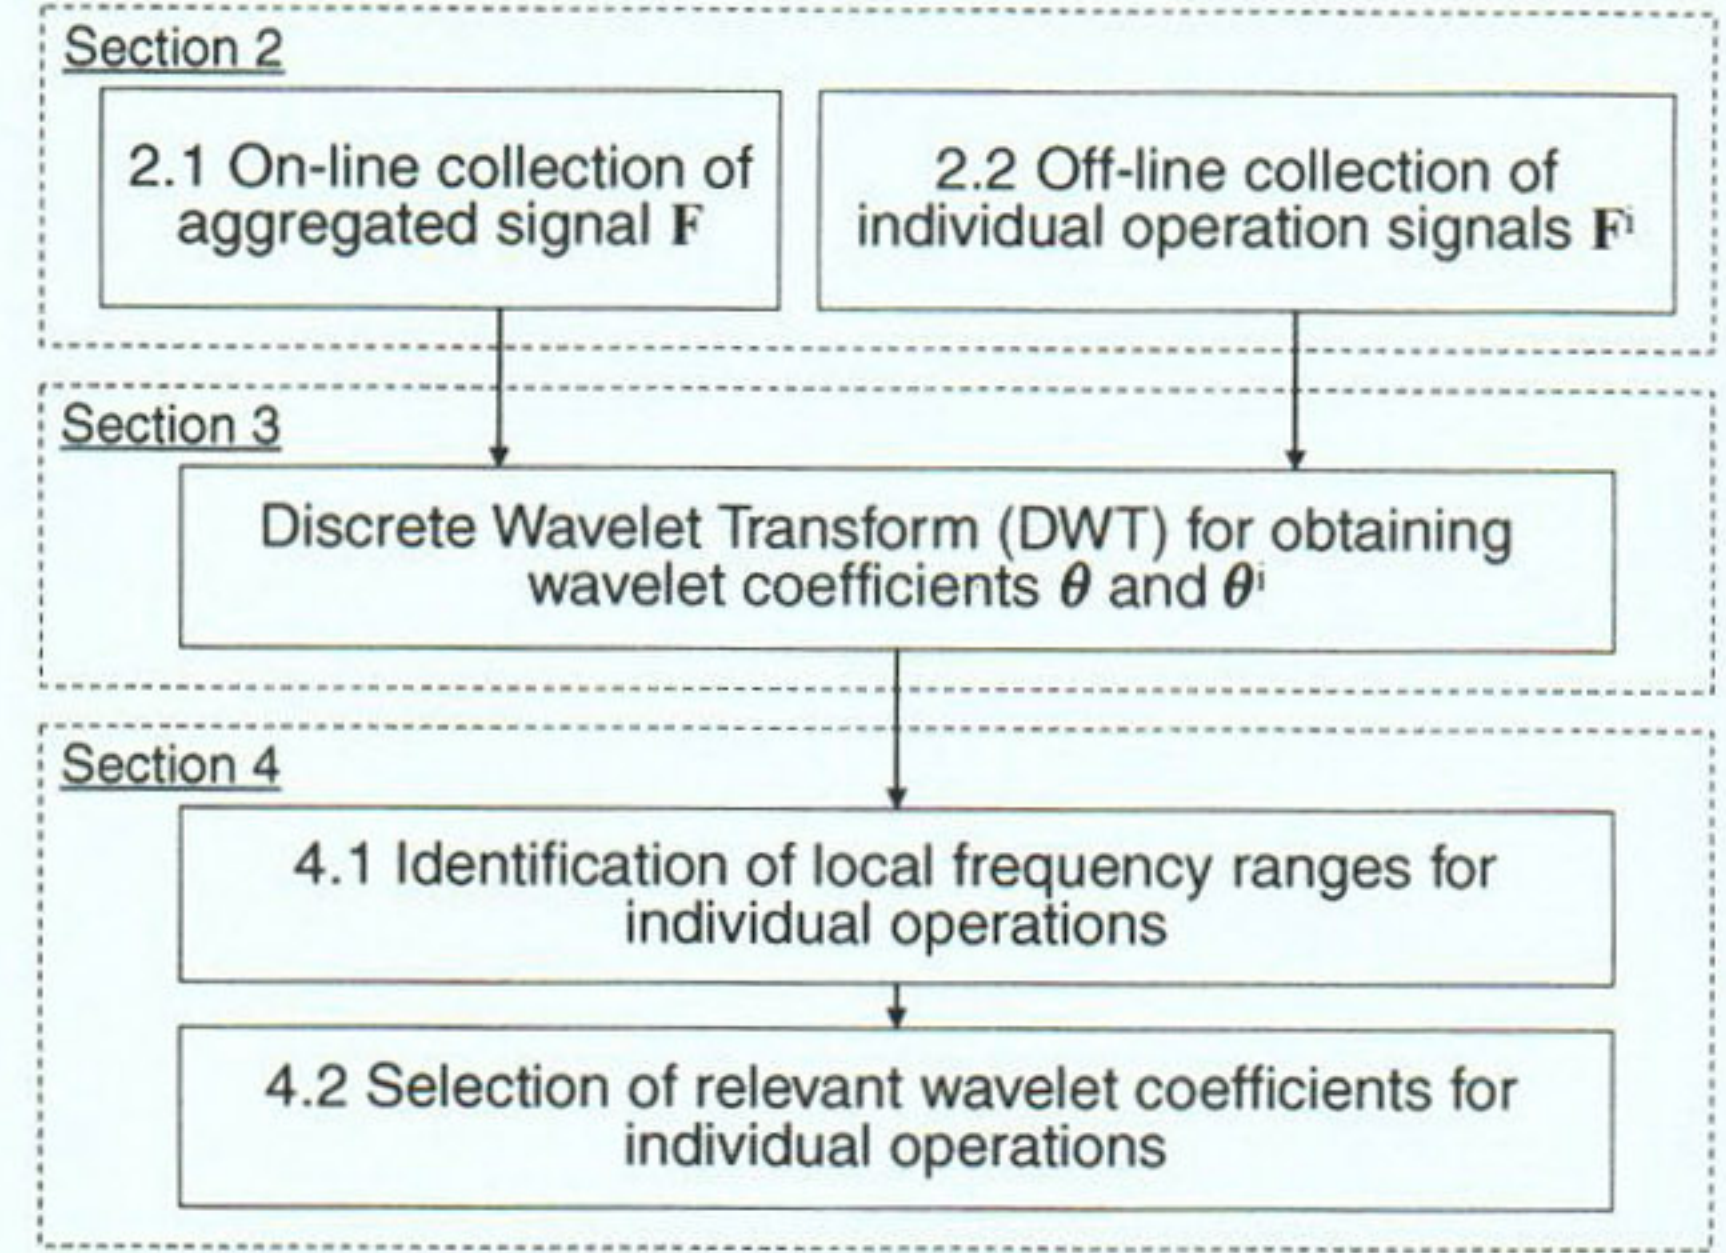 Section 2
2.1 On-line collection of
aggregated signal F
2.2 Off-line collection of
individual operation signals Fⁱ
Section 3
Discrete Wavelet Transform (DWT) for obtaining
wavelet coefficients θ and θⁱ
Section 4
4.1 Identification of local frequency ranges for
individual operations
4.2 Selection of relevant wavelet coefficients for
individual operations